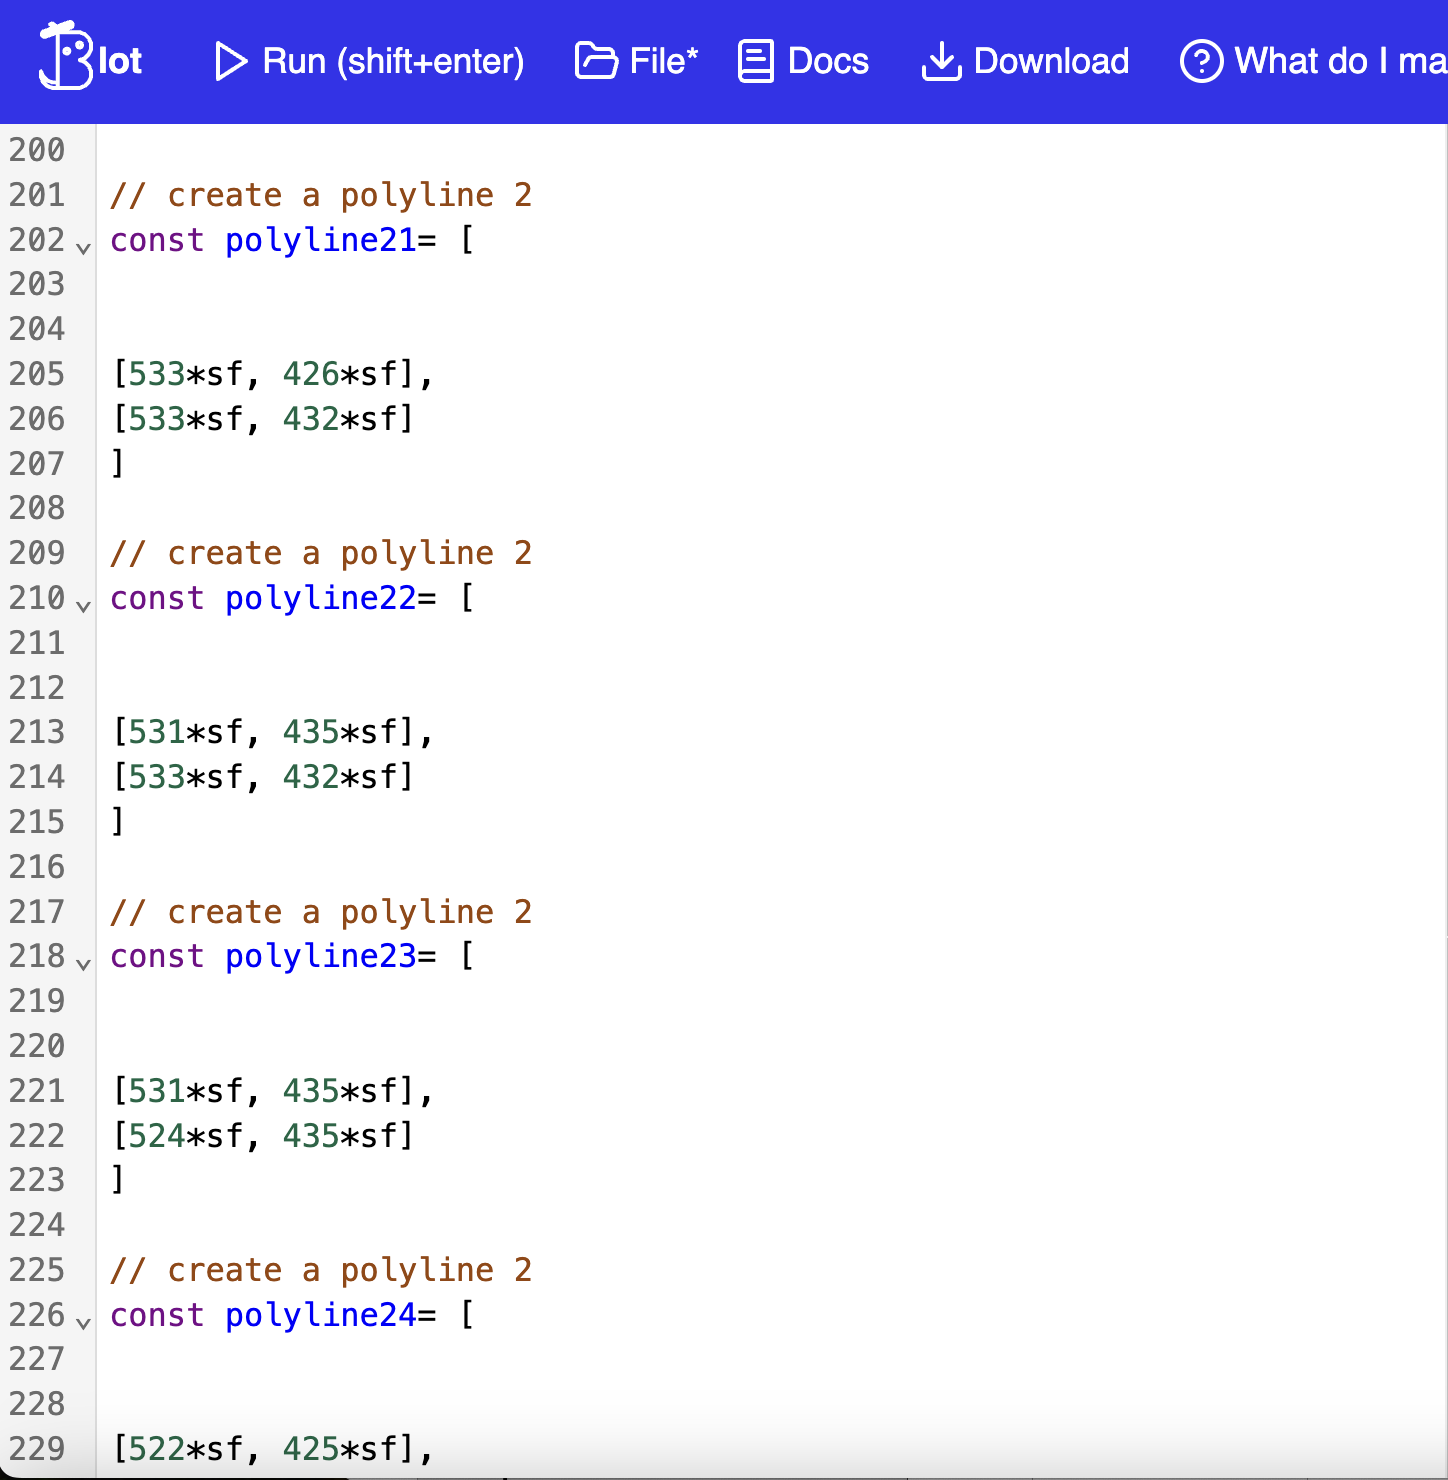 Blot Run (shift+enter) File* Docs Download ? What do I ma
200
201 // create a polyline 2
202 const polyline21= [
203
204
205 [533*sf, 426*sf],
206 [533*sf, 432*sf]
207 ]
208
209 // create a polyline 2
210 const polyline22= [
211
212
213 [531*sf, 435*sf],
214 [533*sf, 432*sf]
215 ]
216
217 // create a polyline 2
218 const polyline23= [
219
220
221 [531*sf, 435*sf],
222 [524*sf, 435*sf]
223 ]
224
225 // create a polyline 2
226 const polyline24= [
227
228
229 [522*sf, 425*sf],